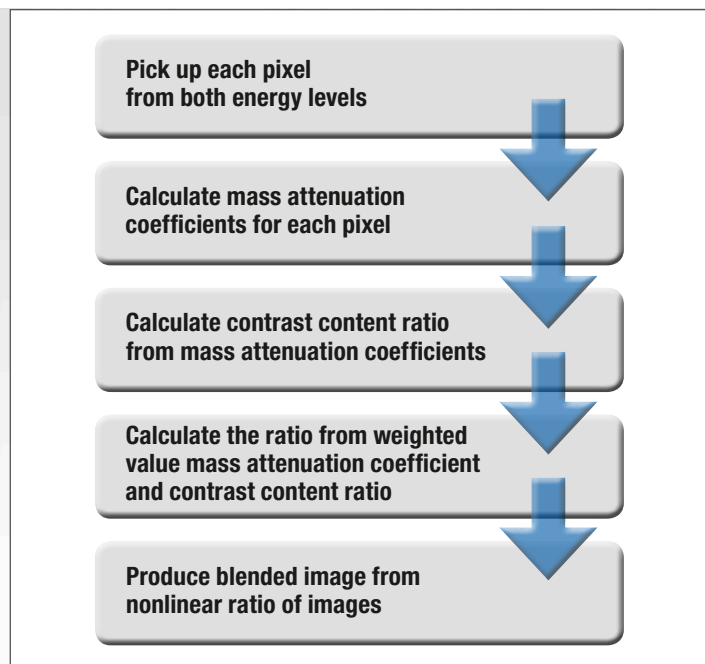 Pick up each pixel
from both energy levels
Calculate mass attenuation
coefficients for each pixel
Calculate contrast content ratio
from mass attenuation coefficients
Calculate the ratio from weighted
value mass attenuation coefficient
and contrast content ratio
Produce blended image from
nonlinear ratio of images